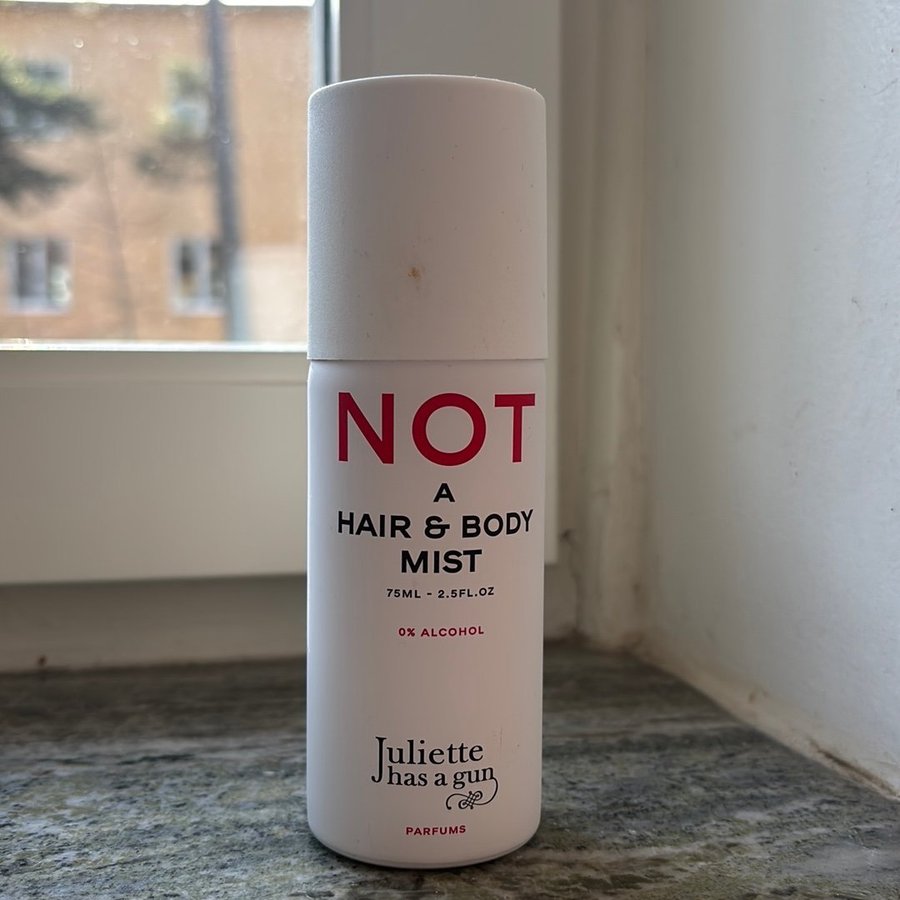 NOT
A
HAIR & BODY
MIST
75ML - 2.5FL.OZ
0% ALCOHOL
Juliette
has a gun
PARFUMS